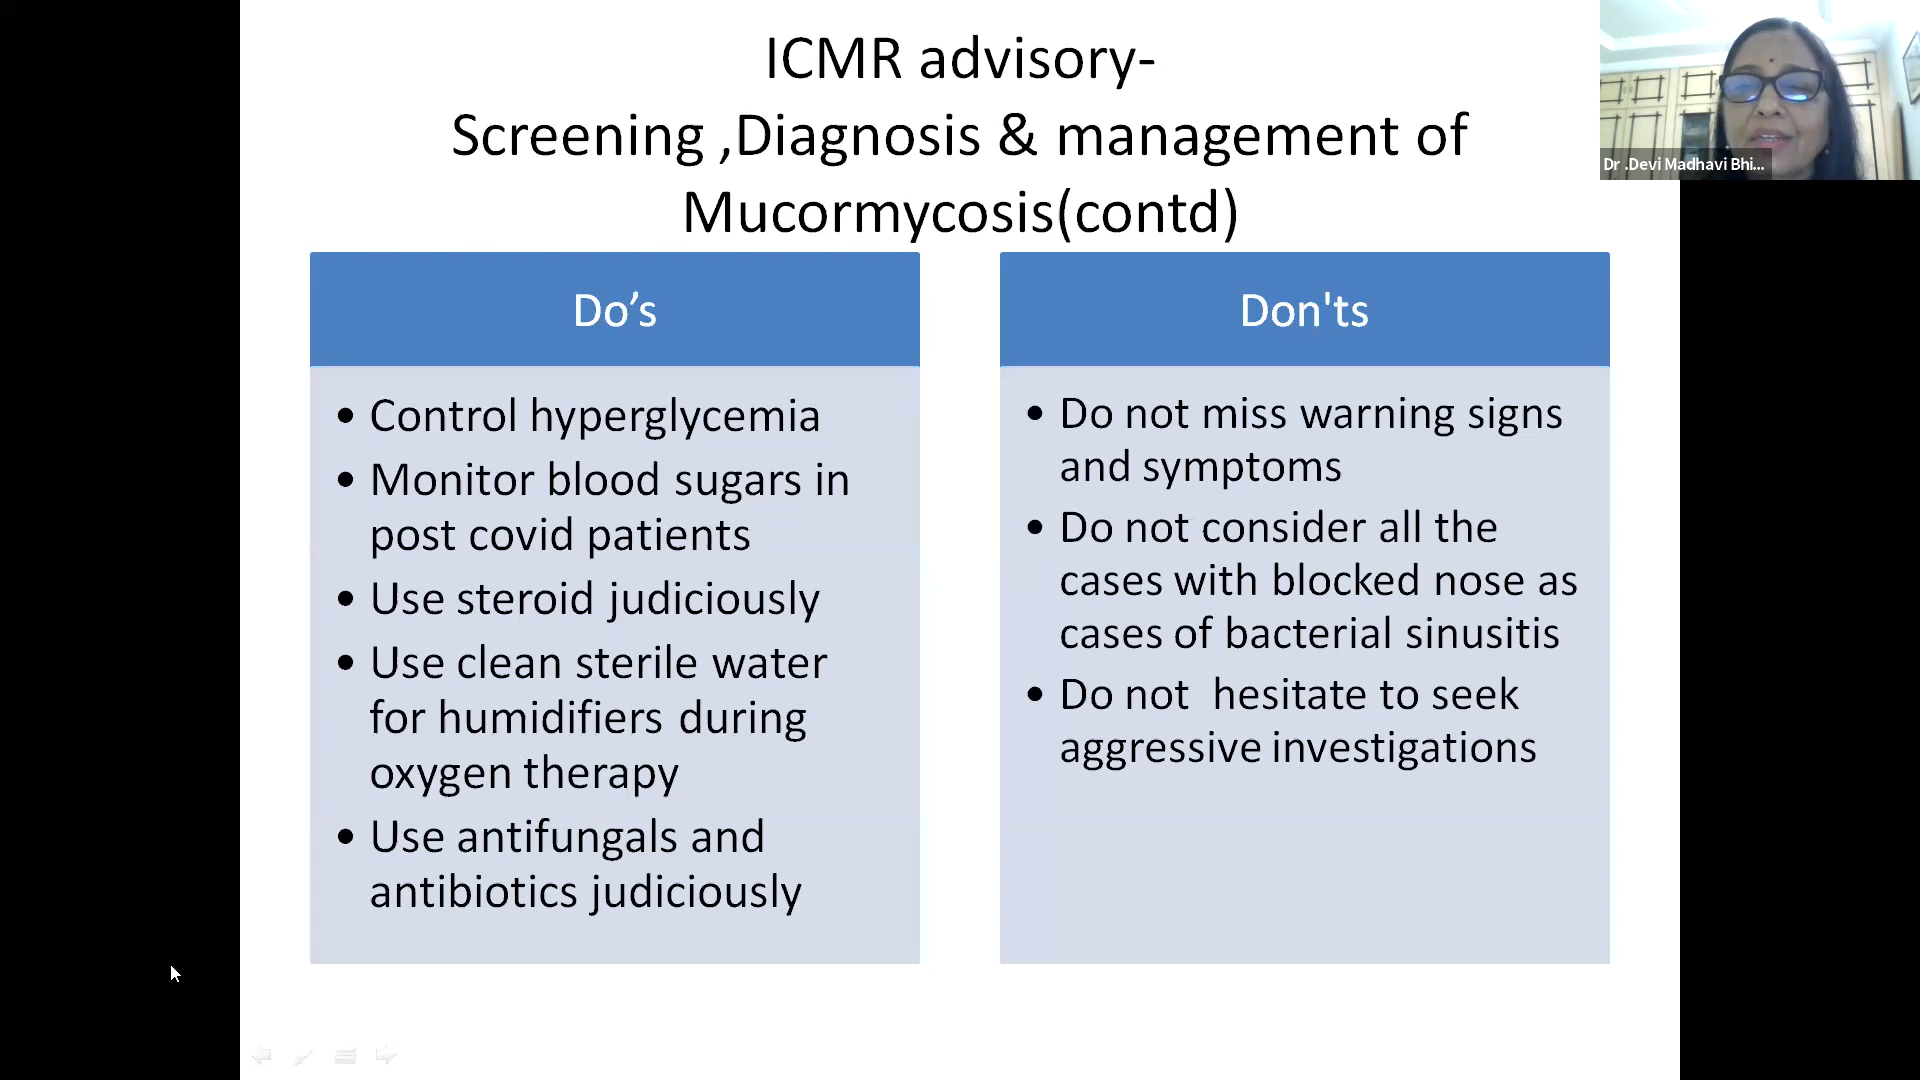 ICMR advisory-
Screening ,Diagnosis & management of
Mucormycosis(contd)
Dr .Devi Madhavi Bhi...
Do’s
• Control hyperglycemia
• Monitor blood sugars in
post covid patients
• Use steroid judiciously
• Use clean sterile water
for humidifiers during
oxygen therapy
• Use antifungals and
antibiotics judiciously
Don'ts
• Do not miss warning signs
and symptoms
• Do not consider all the
cases with blocked nose as
cases of bacterial sinusitis
• Do not  hesitate to seek
aggressive investigations